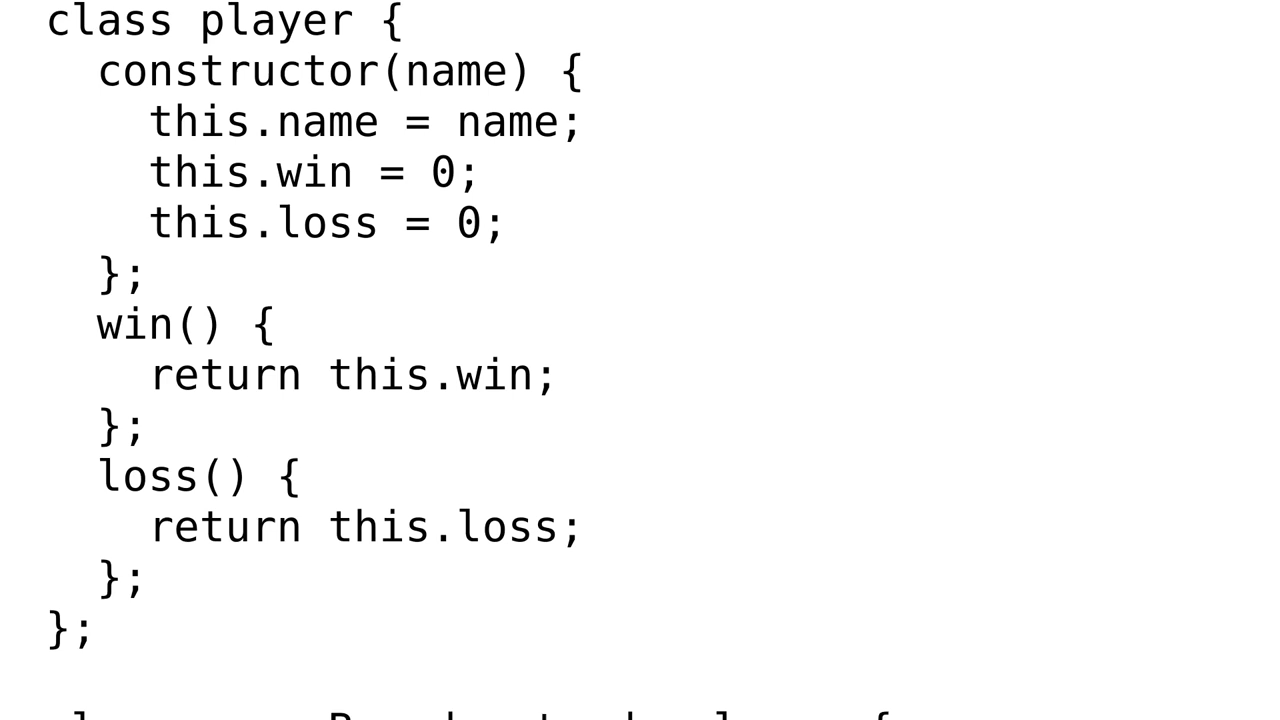 class player {
  constructor(name) {
    this.name = name;
    this.win = 0;
    this.loss = 0;
  };
  win() {
    return this.win;
  };
  loss() {
    return this.loss;
  };
};